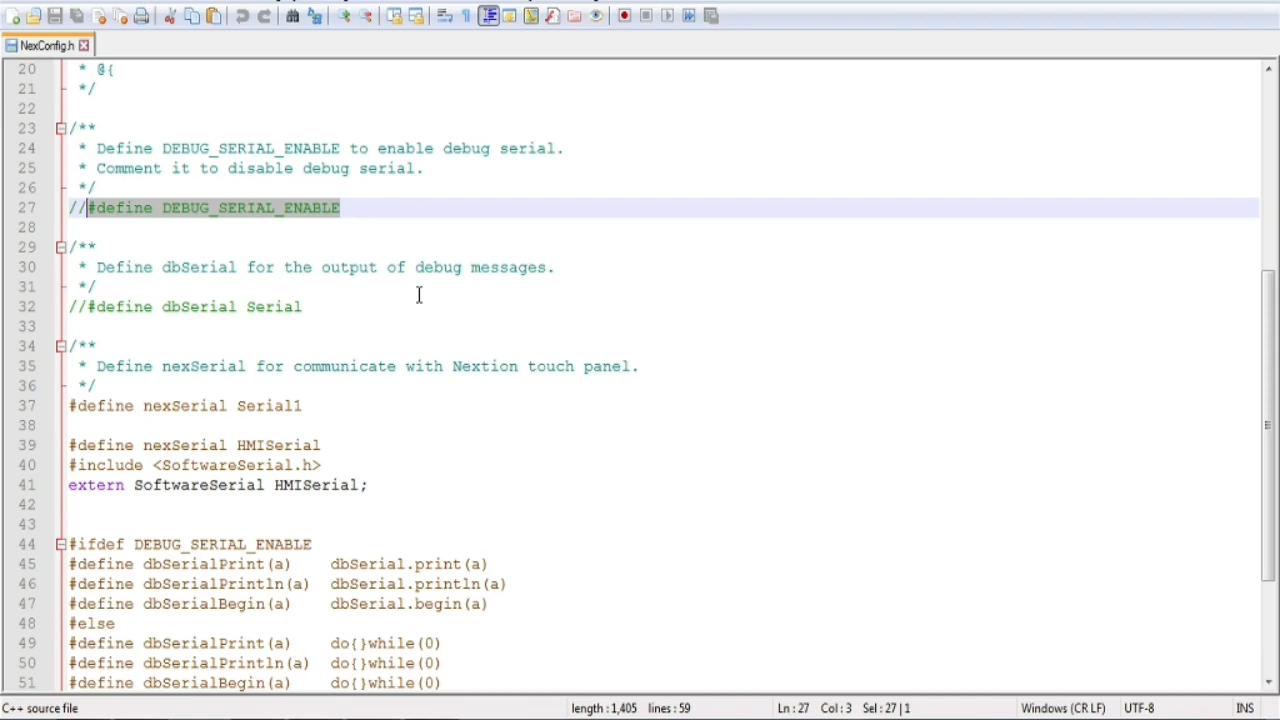 NexConfig.h
20 * @{
21 */
22
23 /**
24 * Define DEBUG_SERIAL_ENABLE to enable debug serial.
25 * Comment it to disable debug serial.
26 */
27 //#define DEBUG_SERIAL_ENABLE
28
29 /**
30 * Define dbSerial for the output of debug messages.
31 */
32 //#define dbSerial Serial
33
34 /**
35 * Define nexSerial for communicate with Nextion touch panel.
36 */
37 #define nexSerial Serial1
38
39 #define nexSerial HMISerial
40 #include <SoftwareSerial.h>
41 extern SoftwareSerial HMISerial;
42
43
44 #ifdef DEBUG_SERIAL_ENABLE
45 #define dbSerialPrint(a)    dbSerial.print(a)
46 #define dbSerialPrintln(a)  dbSerial.println(a)
47 #define dbSerialBegin(a)    dbSerial.begin(a)
48 #else
49 #define dbSerialPrint(a)    do{}while(0)
50 #define dbSerialPrintln(a)  do{}while(0)
51 #define dbSerialBegin(a)    do{}while(0)
C++ source file length : 1,405 lines : 59 Ln : 27 Col : 3 Sel : 27 | 1 Windows (CR LF) UTF-8 INS